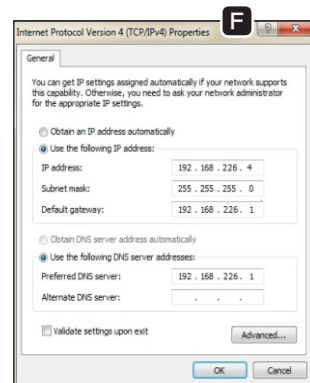 Internet Protocol Version 4 (TCP/IPv4) Properties
F
General
You can get IP settings assigned automatically if your network supports
this capability. Otherwise, you need to ask your network administrator
for the appropriate IP settings.
Obtain an IP address automatically
Use the following IP address:
IP address: 192 . 168 . 226 . 4
Subnet mask: 255 . 255 . 255 . 0
Default gateway: 192 . 168 . 226 . 1
Obtain DNS server address automatically
Use the following DNS server addresses:
Preferred DNS server: 192 . 168 . 226 . 1
Alternate DNS server: . . .
Validate settings upon exit
Advanced...
OK Cancel